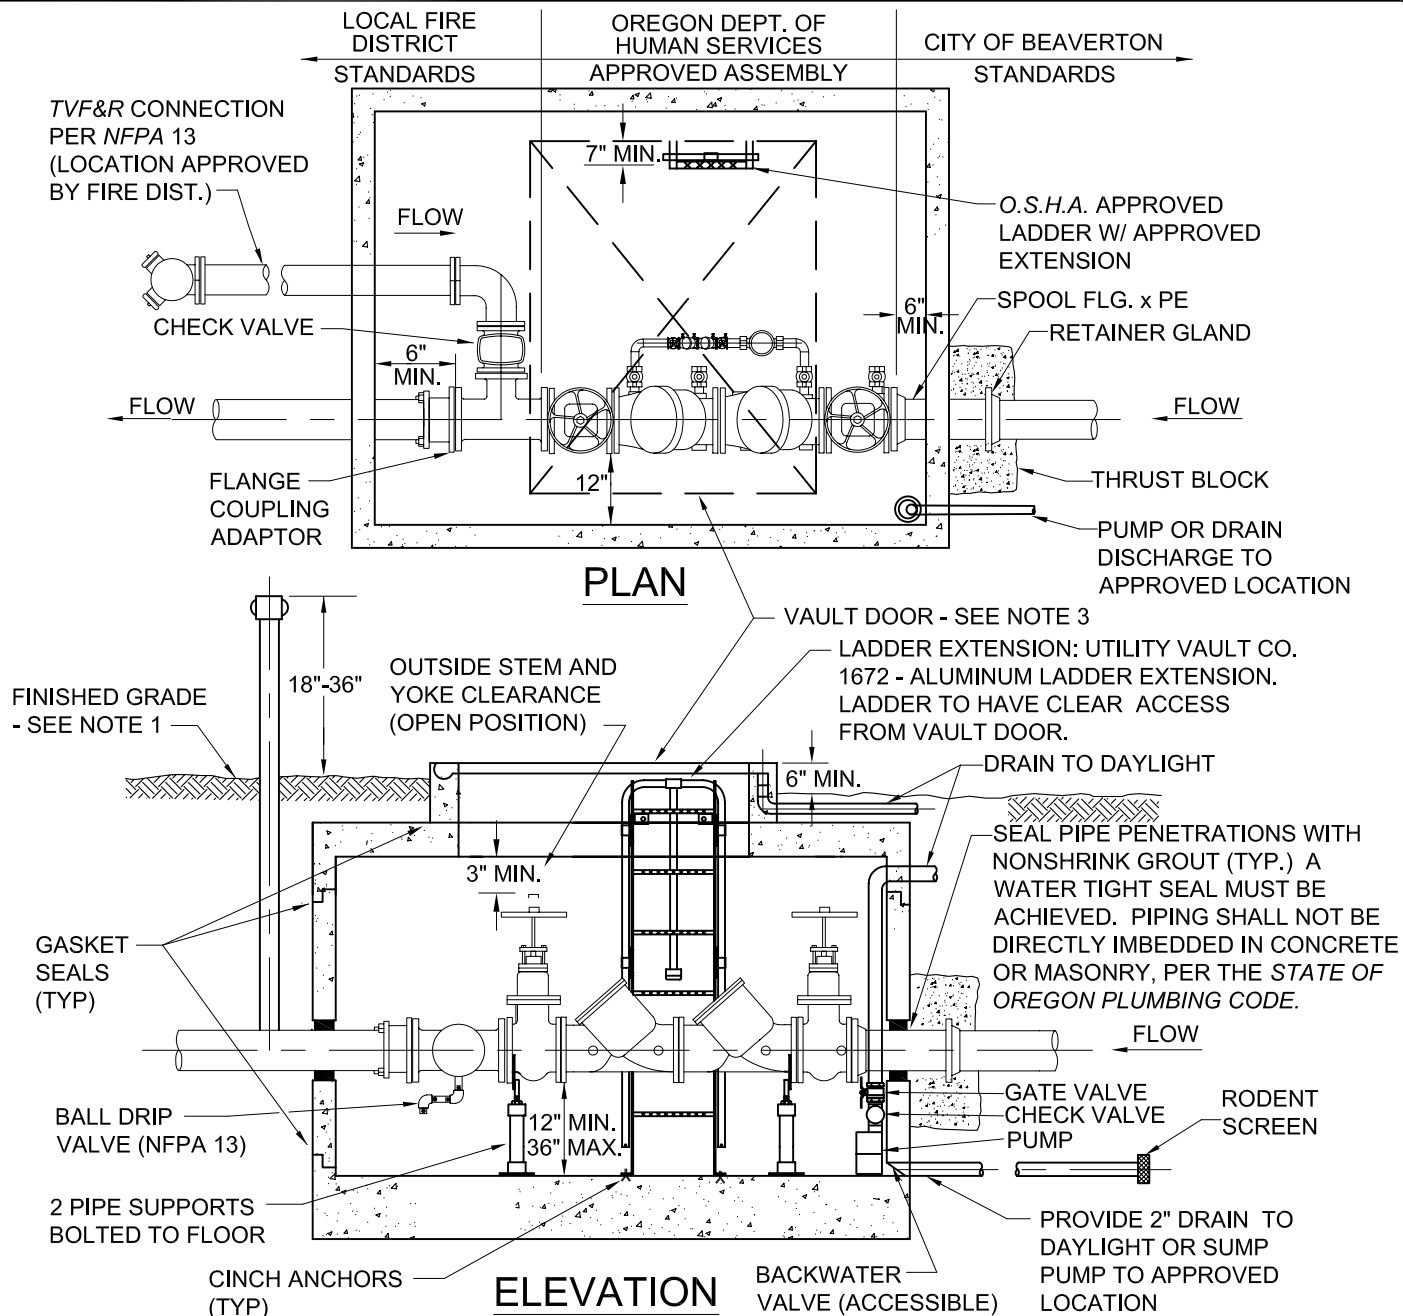 LOCAL FIRE
DISTRICT
STANDARDS
OREGON DEPT. OF
HUMAN SERVICES
APPROVED ASSEMBLY
CITY OF BEAVERTON
STANDARDS
TVF&R CONNECTION
PER NFPA 13
(LOCATION APPROVED
BY FIRE DIST.)
7" MIN.
FLOW
O.S.H.A. APPROVED
LADDER W/ APPROVED
EXTENSION
SPOOL FLG. x PE
6"
MIN.
RETAINER GLAND
CHECK VALVE
6"
MIN.
FLOW
FLOW
FLANGE
COUPLING
ADAPTOR
12"
THRUST BLOCK
PUMP OR DRAIN
DISCHARGE TO
APPROVED LOCATION
PLAN
VAULT DOOR - SEE NOTE 3
LADDER EXTENSION: UTILITY VAULT CO.
1672 - ALUMINUM LADDER EXTENSION.
LADDER TO HAVE CLEAR ACCESS
FROM VAULT DOOR.
OUTSIDE STEM AND
YOKE CLEARANCE
(OPEN POSITION)
18"-36"
FINISHED GRADE
- SEE NOTE 1
6" MIN.
DRAIN TO DAYLIGHT
3" MIN.
SEAL PIPE PENETRATIONS WITH
NONSHRINK GROUT (TYP.) A
WATER TIGHT SEAL MUST BE
ACHIEVED. PIPING SHALL NOT BE
DIRECTLY IMBEDDED IN CONCRETE
OR MASONRY, PER THE STATE OF
OREGON PLUMBING CODE.
GASKET
SEALS
(TYP)
FLOW
BALL DRIP
VALVE (NFPA 13)
12" MIN.
36" MAX.
GATE VALVE
CHECK VALVE
PUMP
RODENT
SCREEN
2 PIPE SUPPORTS
BOLTED TO FLOOR
CINCH ANCHORS
(TYP)
ELEVATION
BACKWATER
VALVE (ACCESSIBLE)
PROVIDE 2" DRAIN TO
DAYLIGHT OR SUMP
PUMP TO APPROVED
LOCATION